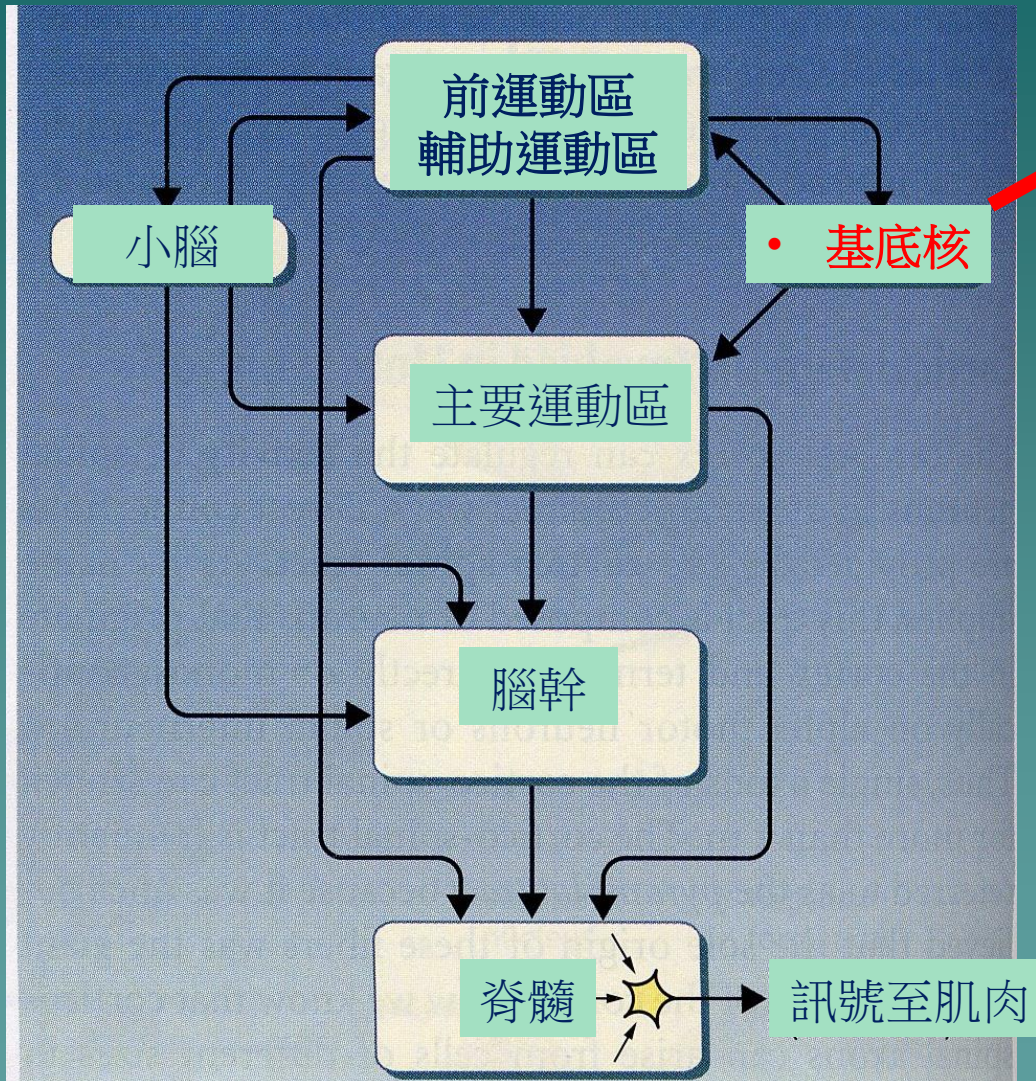 前運動區
輔助運動區
小腦
• 基底核
主要運動區
腦幹
脊髓
訊號至肌肉